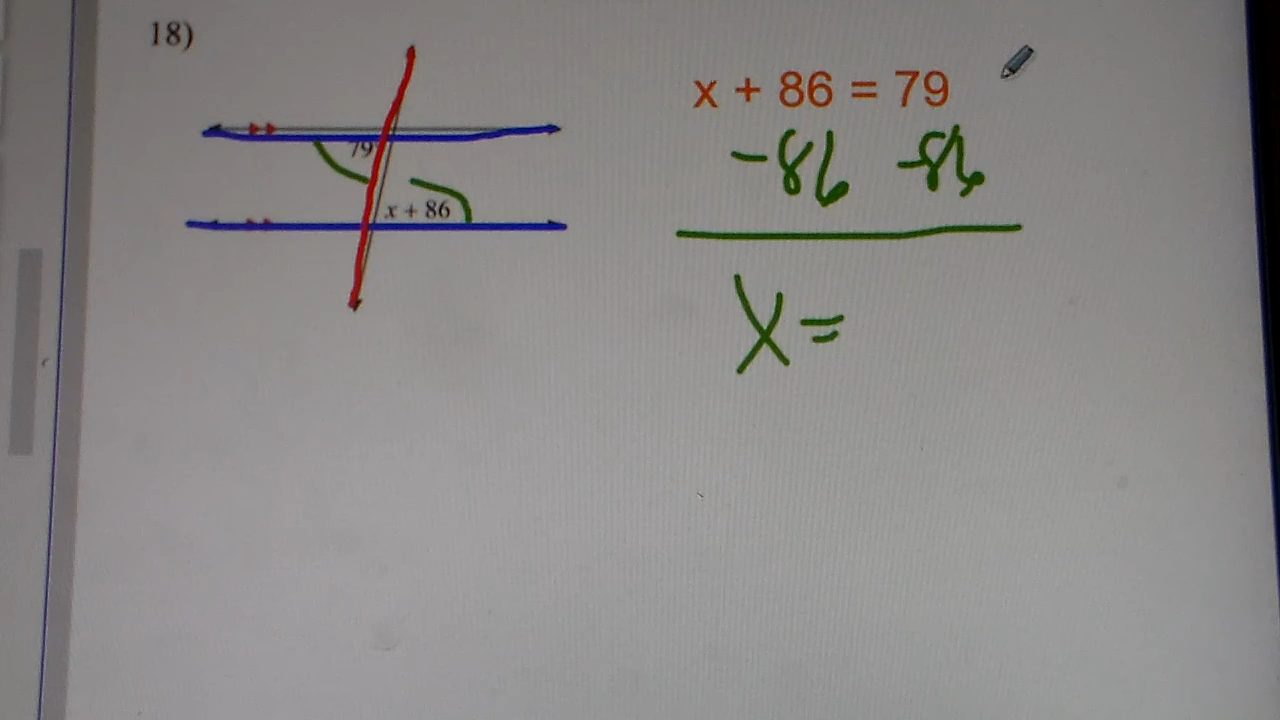 18)
x + 86 = 79
79
-86 -86
x + 86
X =